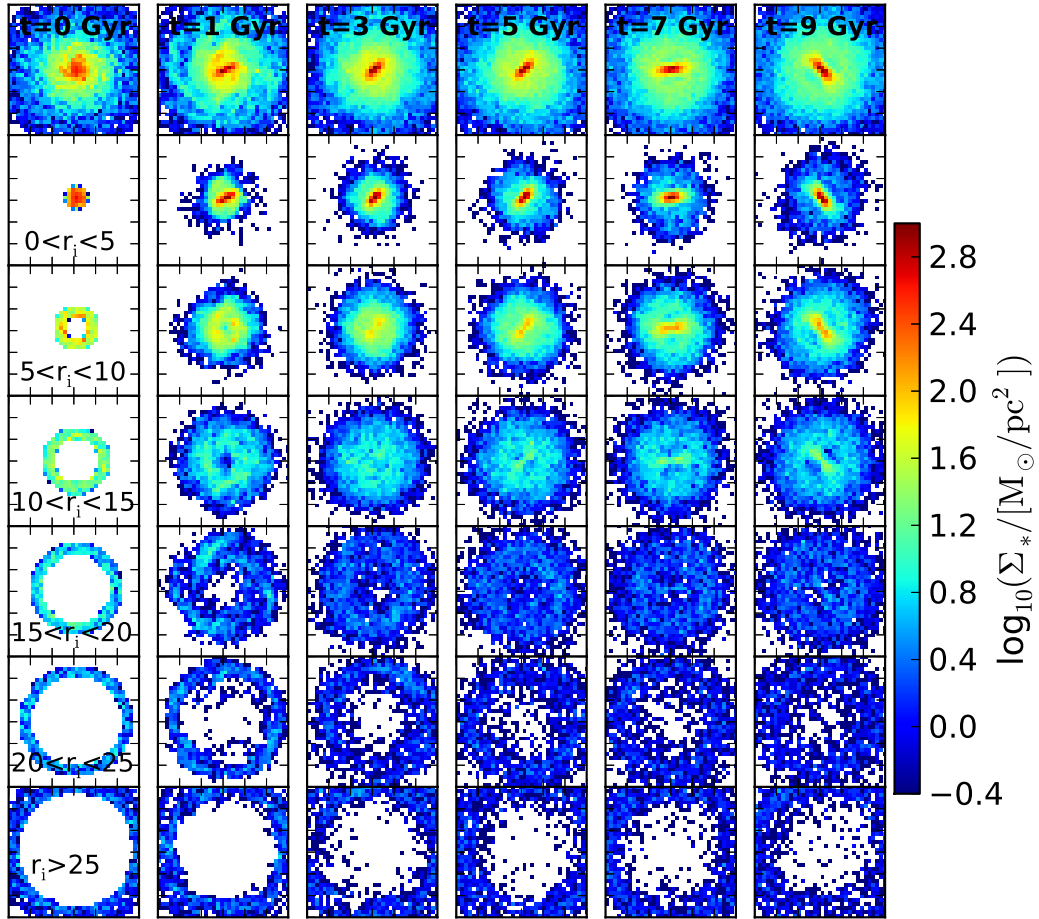 t=0 Gyr t=1 Gyr t=3 Gyr t=5 Gyr t=7 Gyr t=9 Gyr
0<rᵢ<5
5<rᵢ<10
10<rᵢ<15
15<rᵢ<20
20<rᵢ<25
rᵢ>25
2.8
2.4
2.0
1.6
1.2
0.8
0.4
0.0
−0.4
log₁₀(Σ*/[M⊙/pc²])